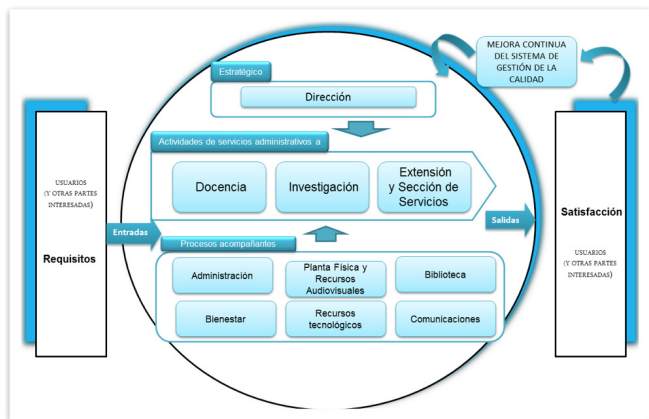 MEJORA CONTINUA
DEL SISTEMA DE
GESTIÓN DE LA
CALIDAD
Estratégico
Dirección
Actividades de servicios administrativos a
Docencia
Investigación
Extensión
y Sección de
Servicios
USUARIOS
(Y OTRAS PARTES
INTERESADAS)
Requisitos
Entradas
Salidas
Satisfacción
USUARIOS
(Y OTRAS PARTES
INTERESADAS)
Procesos acompañantes
Administración
Planta Física y
Recursos
Audiovisuales
Biblioteca
Bienestar
Recursos
tecnológicos
Comunicaciones